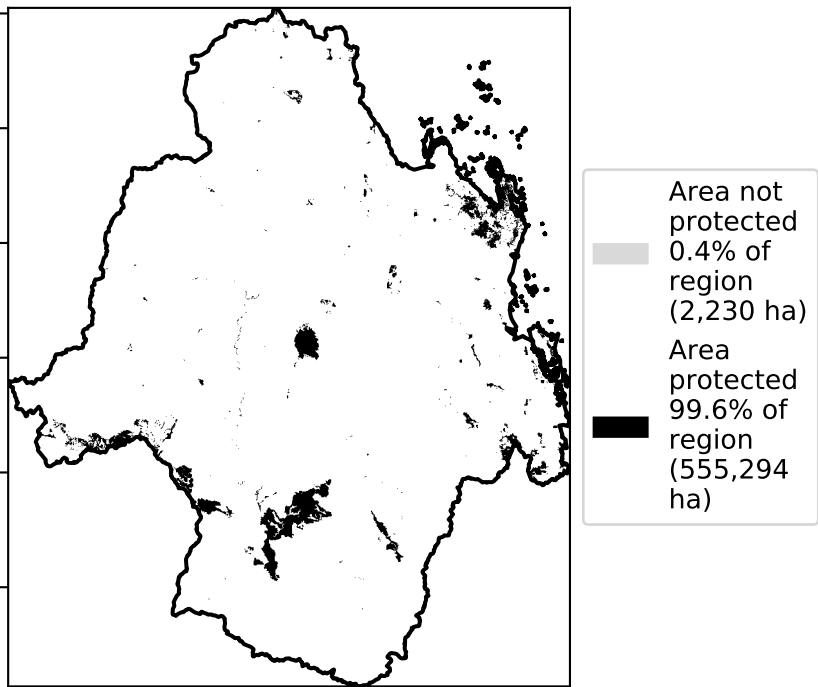 Area not
protected
0.4% of
region
(2,230 ha)
Area
protected
99.6% of
region
(555,294
ha)